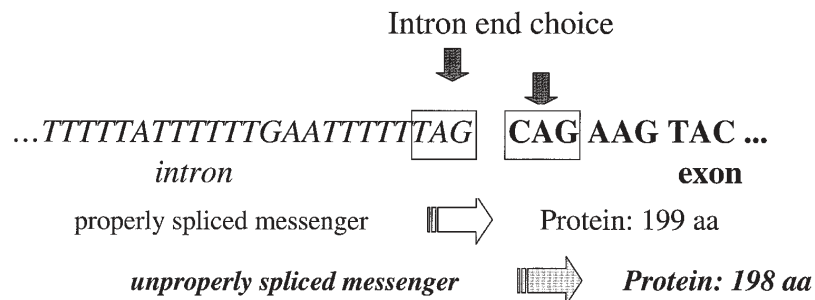 Intron end choice
...TTTTTATTTTTTGAATTTTTTTAG CAG AAG TAC ...
intron exon
properly spliced messenger Protein: 199 aa
unproperly spliced messenger Protein: 198 aa